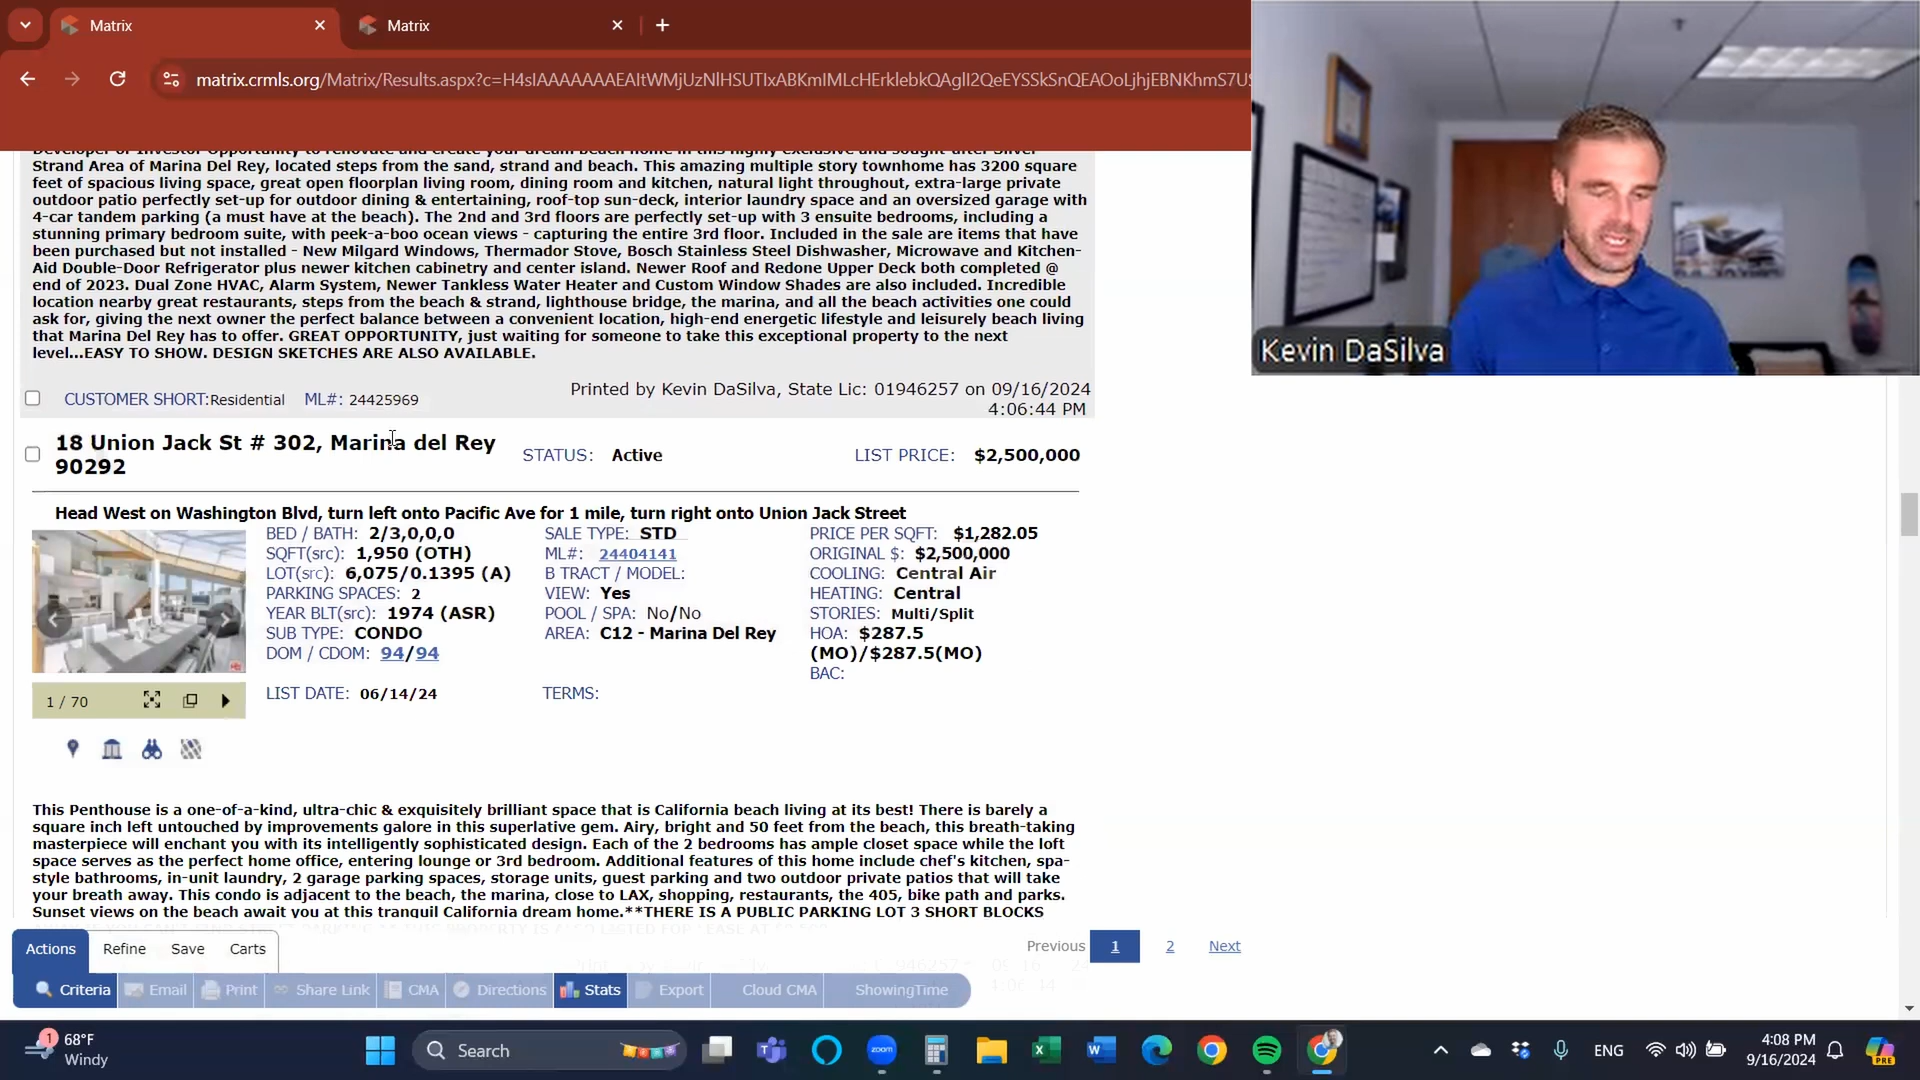 Matrix
Matrix
matrix.crmls.org/Matrix/Results.aspx?c=
Strand Area of Marina Del Rey, located steps from the sand, strand and beach. This amazing multiple story townhome has 3200 square
feet of spacious living space, great open floorplan living room, dining room and kitchen, natural light throughout, extra-large private
outdoor patio perfectly set-up for outdoor dining & entertaining, roof-top sun-deck, interior laundry space and an oversized garage with
4-car tandem parking (a must have at the beach). The 2nd and 3rd floors are perfectly set-up with 3 ensuite bedrooms, including a
stunning primary bedroom suite, with peek-a-boo ocean views - capturing the entire 3rd floor. Included in the sale are items that have
been purchased but not installed - New Milgard Windows, Thermador Stove, Bosch Stainless Steel Dishwasher, Microwave and Kitchen-
Aid Double-Door Refrigerator plus newer kitchen cabinetry and center island. Newer Roof and Redone Upper Deck both completed @
end of 2023. Dual Zone HVAC, Alarm System, Newer Tankless Water Heater and Custom Window Shades are also included. Incredible
location nearby great restaurants, steps from the beach & strand, lighthouse bridge, the marina, and all the beach activities one could
ask for, giving the next owner the perfect balance between a convenient location, high-end energetic lifestyle and leisurely beach living
that Marina Del Rey has to offer. GREAT OPPORTUNITY, just waiting for someone to take this exceptional property to the next
level...EASY TO SHOW. DESIGN SKETCHES ARE ALSO AVAILABLE.
Kevin DaSilva
CUSTOMER SHORT:Residential ML#: 24425969
Printed by Kevin DaSilva, State Lic: 01946257 on 09/16/2024
4:06:44 PM
18 Union Jack St # 302, Marina del Rey
90292
STATUS: Active
LIST PRICE: $2,500,000
Head West on Washington Blvd, turn left onto Pacific Ave for 1 mile, turn right onto Union Jack Street
BED / BATH: 2/3,0,0,0
SQFT(src): 1,950 (OTH)
LOT(src): 6,075/0.1395 (A)
PARKING SPACES: 2
YEAR BLT(src): 1974 (ASR)
SUB TYPE: CONDO
DOM / CDOM: 94/94
LIST DATE: 06/14/24
SALE TYPE: STD
ML#: 24404141
B TRACT / MODEL:
VIEW: Yes
POOL / SPA: No/No
AREA: C12 - Marina Del Rey
TERMS:
PRICE PER SQFT: $1,282.05
ORIGINAL $: $2,500,000
COOLING: Central Air
HEATING: Central
STORIES: Multi/Split
HOA: $287.5
(MO)/$287.5(MO)
BAC:
1 / 70
This Penthouse is a one-of-a-kind, ultra-chic & exquisitely brilliant space that is California beach living at its best! There is barely a
square inch left untouched by improvements galore in this superlative gem. Airy, bright and 50 feet from the beach, this breath-taking
masterpiece will enchant you with its intelligently sophisticated design. Each of the 2 bedrooms has ample closet space while the loft
space serves as the perfect home office, entering lounge or 3rd bedroom. Additional features of this home include chef's kitchen, spa-
style bathrooms, in-unit laundry, 2 garage parking spaces, storage units, guest parking and two outdoor private patios that will take
your breath away. This condo is adjacent to the beach, the marina, close to LAX, shopping, restaurants, the 405, bike path and parks.
Sunset views on the beach await you at this tranquil California dream home.**THERE IS A PUBLIC PARKING LOT 3 SHORT BLOCKS
Actions Refine Save Carts
Previous 1 2 Next
Criteria Email Print Share Link CMA Directions Stats Export Cloud CMA ShowingTime
1
68°F
Windy
Search
zoom
ENG
4:08 PM
9/16/2024
PRE